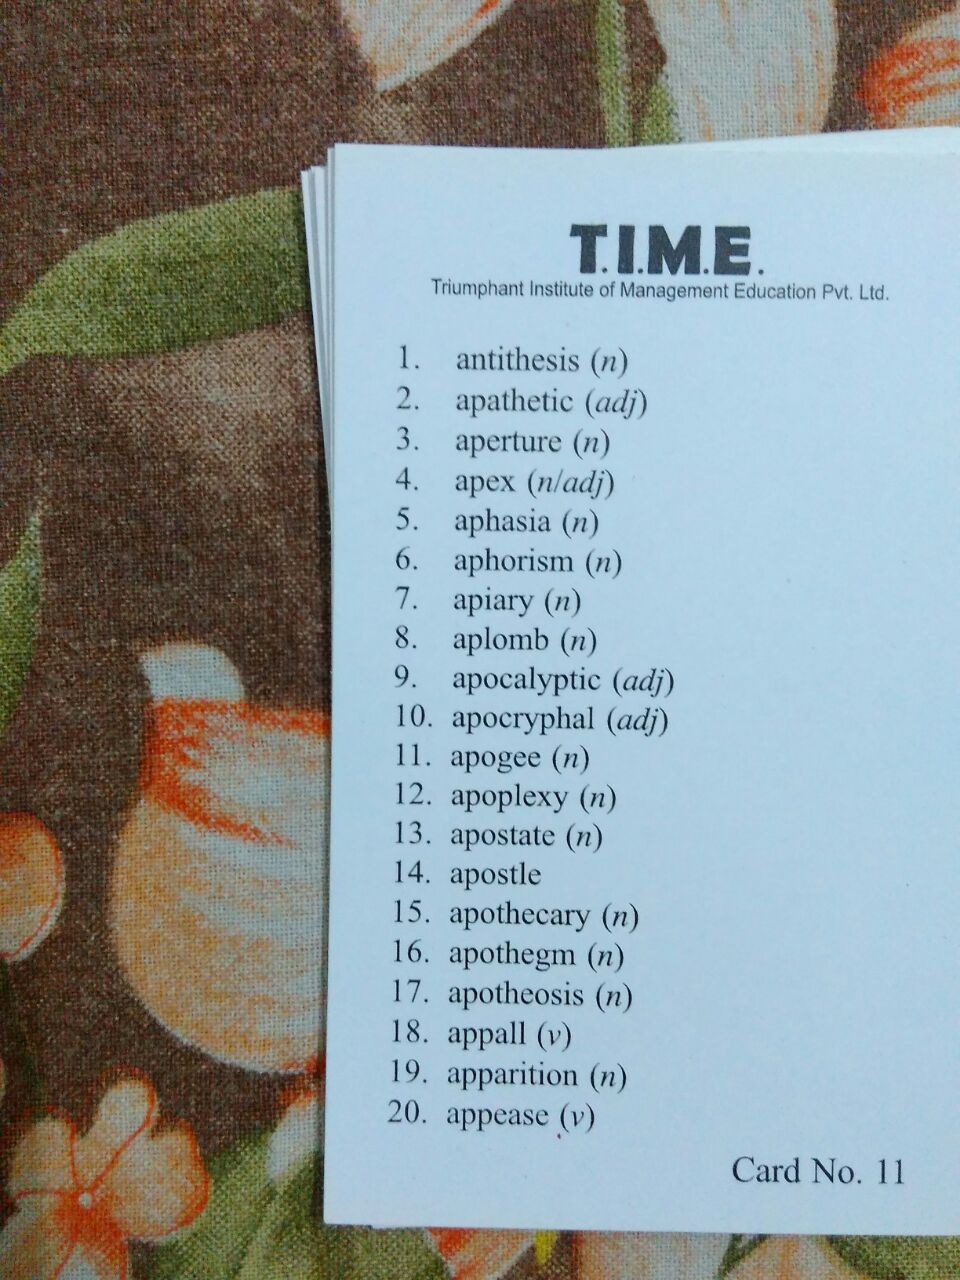 T.I.M.E.
Triumphant Institute of Management Education Pvt. Ltd.
1. antithesis (n)
2. apathetic (adj)
3. aperture (n)
4. apex (n/adj)
5. aphasia (n)
6. aphorism (n)
7. apiary (n)
8. aplomb (n)
9. apocalyptic (adj)
10. apocryphal (adj)
11. apogee (n)
12. apoplexy (n)
13. apostate (n)
14. apostle
15. apothecary (n)
16. apothegm (n)
17. apotheosis (n)
18. appall (v)
19. apparition (n)
20. appease (v)
Card No. 11